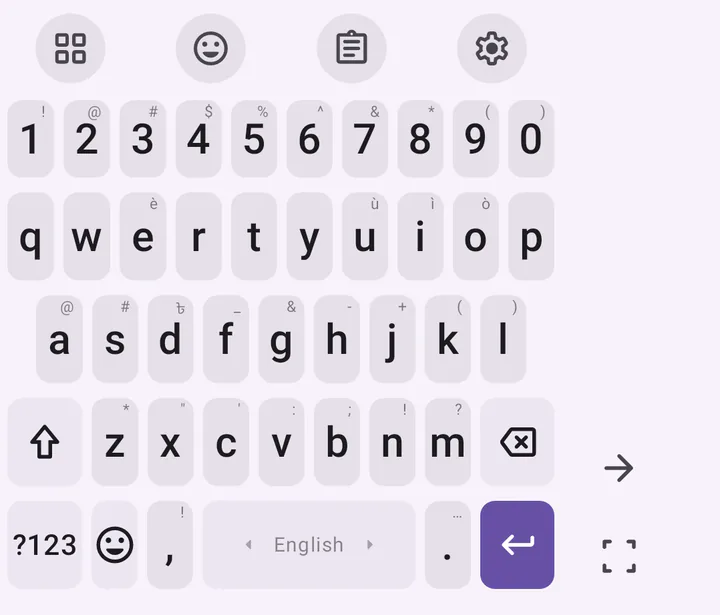 ! @ # $ % ^ & * ( )
1 2 3 4 5 6 7 8 9 0
è ù ì ò
q w e r t y u i o p
@ # ꚍ _ & - + ( )
a s d f g h j k l
* " ' : ; ! ?
z x c v b n m
! …
?123 , English .